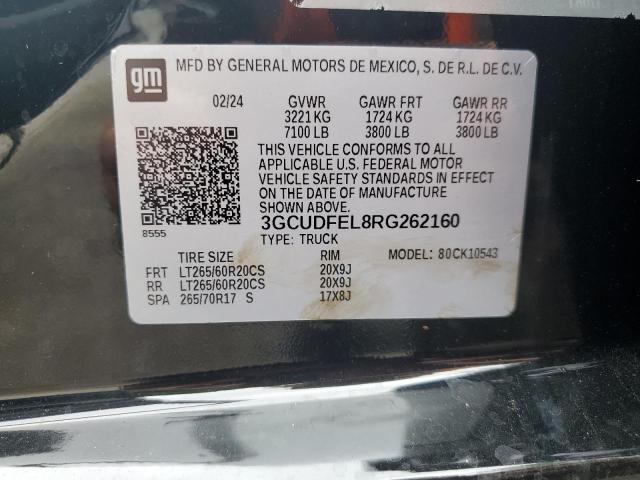 gm MFD BY GENERAL MOTORS DE MEXICO, S. DE R.L. DE C.V.
02/24 GVWR GAWR FRT GAWR RR
3221 KG 1724 KG 1724 KG
7100 LB 3800 LB 3800 LB
THIS VEHICLE CONFORMS TO ALL
APPLICABLE U.S. FEDERAL MOTOR
VEHICLE SAFETY STANDARDS IN EFFECT
ON THE DATE OF MANUFACTURE
SHOWN ABOVE.
3GCUDFEL8RG262160
8555
TYPE: TRUCK MODEL: 80CK10543
TIRE SIZE RIM
FRT LT265/60R20CS 20X9J
RR LT265/60R20CS 20X9J
SPA 265/70R17 S 17X8J